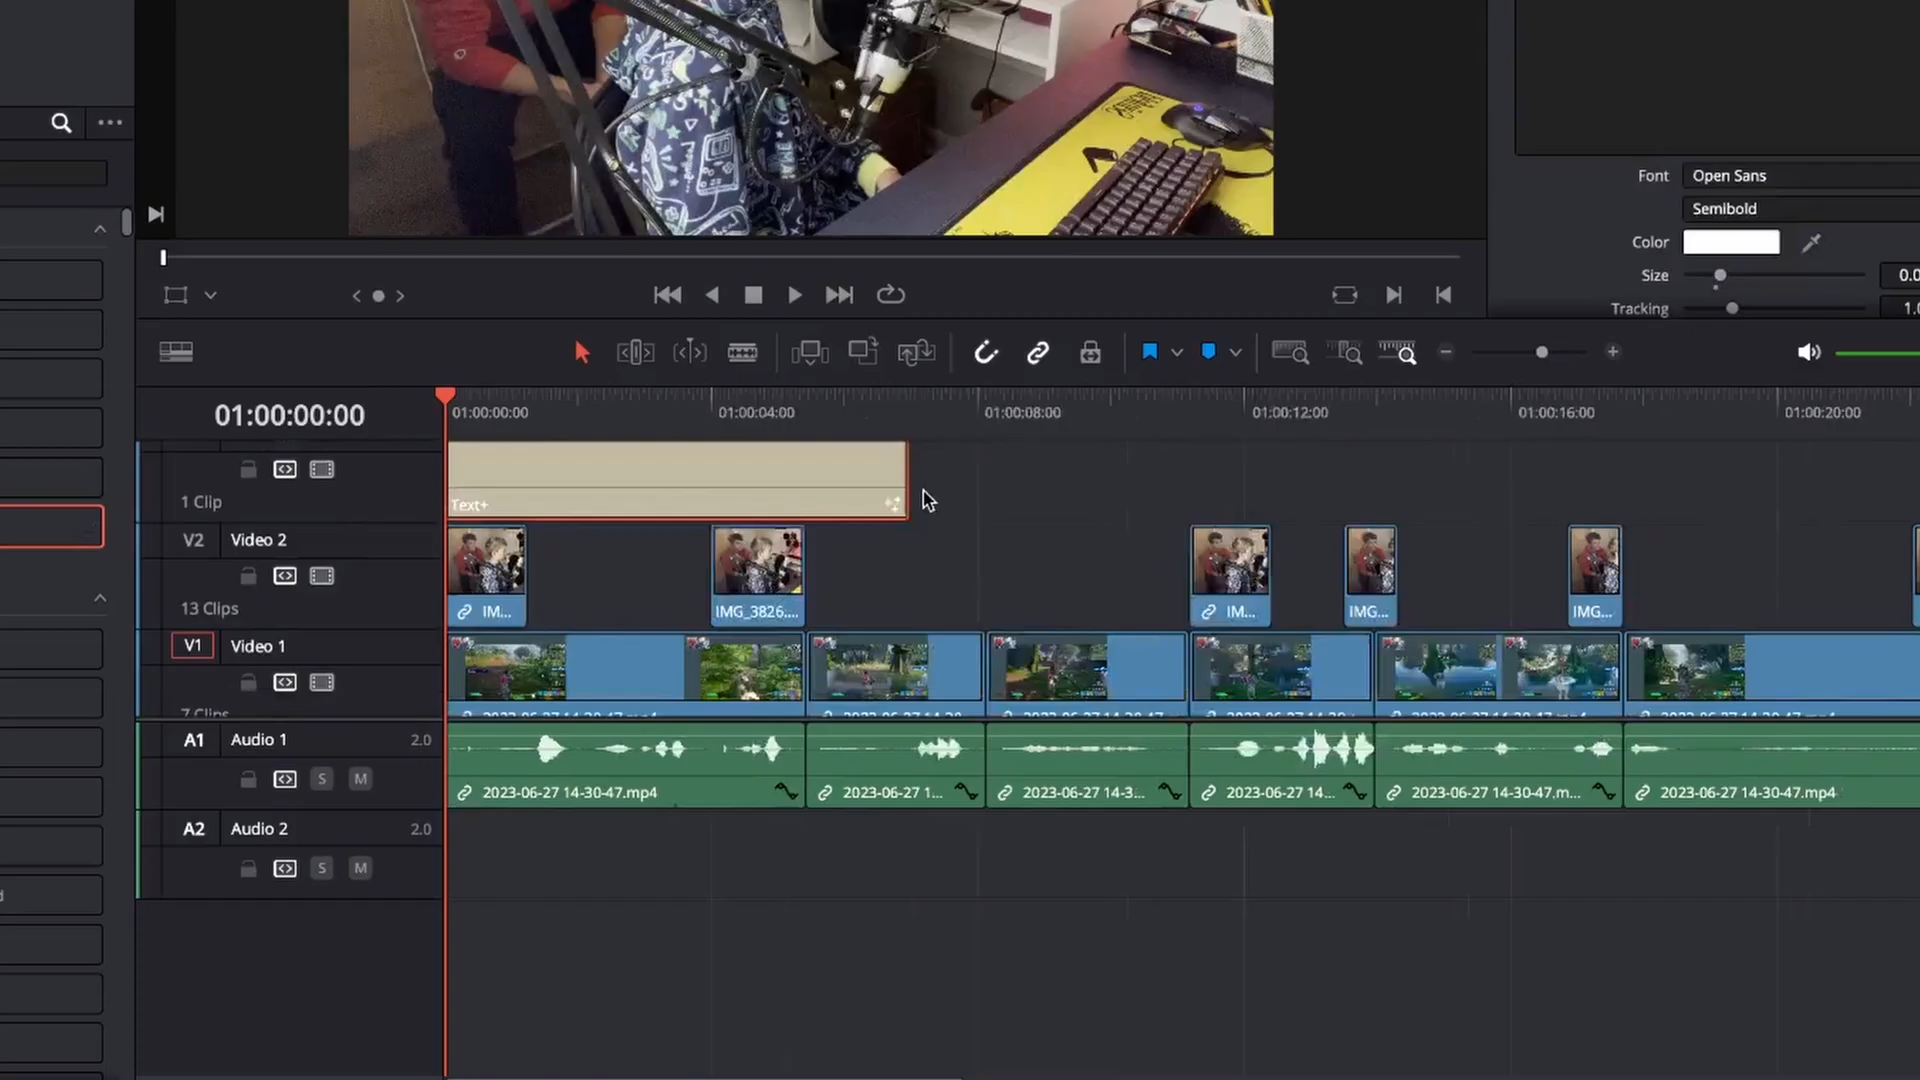 Font
Open Sans
Semibold
Color
Size
0.0
Tracking
1.0
01:00:00:00
01:00:00:00
01:00:04:00
01:00:08:00
01:00:12:00
01:00:16:00
01:00:20:00
1 Clip
Text+
V2
Video 2
13 Clips
IM...
IMG_3826....
IM...
IMG...
IMG...
V1
Video 1
7 Clips
2023-06-27 14-30-47.mp4
A1
Audio 1
2.0
S
M
2023-06-27 14-30-47.mp4
2023-06-27 1...
2023-06-27 14-3...
2023-06-27 14...
2023-06-27 14-30-47.m...
2023-06-27 14-30-47.mp4
A2
Audio 2
2.0
S
M